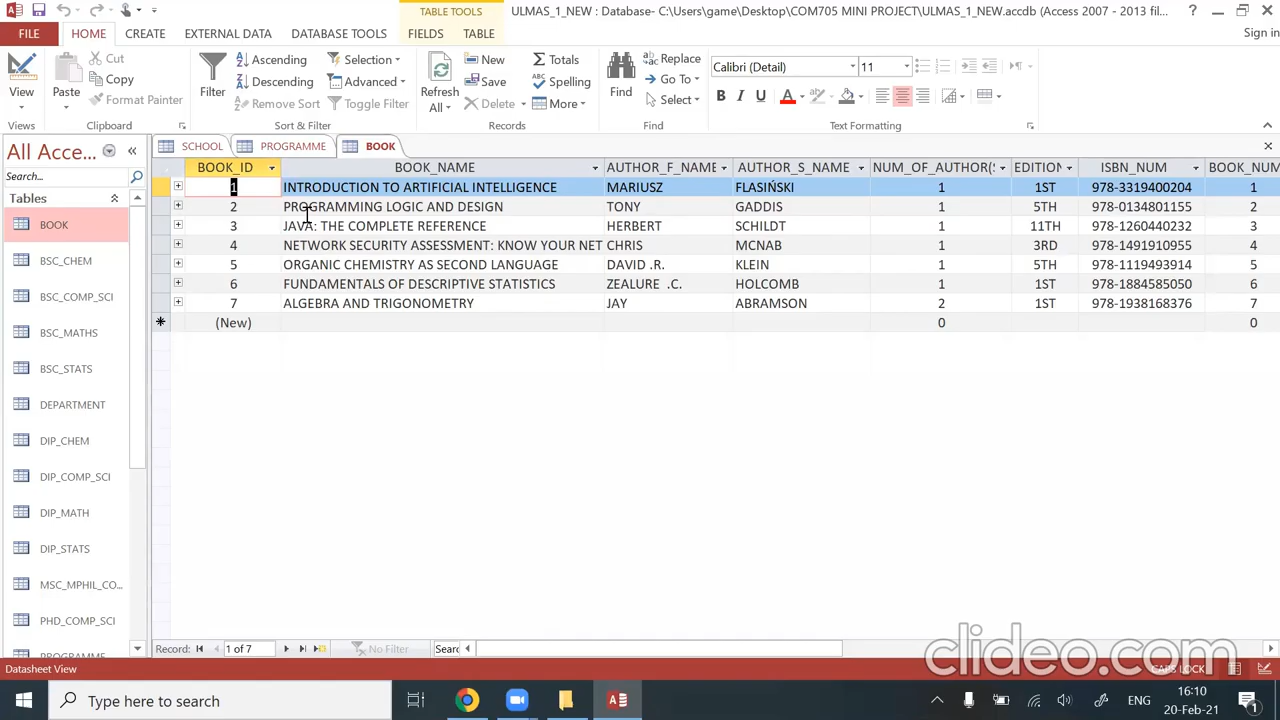 TABLE TOOLS
ULMAS_1_NEW : Database- C:\Users\game\Desktop\COM705 MINI PROJECT\ULMAS_1_NEW.accdb (Access 2007 - 2013 fil...
FILE HOME CREATE EXTERNAL DATA DATABASE TOOLS FIELDS TABLE Sign in
Cut Ascending Selection New Totals Replace Calibri (Detail) 11
Copy Descending Advanced Save Spelling Go To
View Paste Format Painter Filter Remove Sort Toggle Filter Refresh All Delete More Find Select B I U A
Views Clipboard Sort & Filter Records Find Text Formatting
All Acce... SCHOOL PROGRAMME BOOK
Search... BOOK_ID BOOK_NAME AUTHOR_F_NAME AUTHOR_S_NAME NUM_OF_AUTHOR(S EDITION ISBN_NUM BOOK_NUM
1 INTRODUCTION TO ARTIFICIAL INTELLIGENCE MARIUSZ FLASIŃSKI 1 1ST 978-3319400204 1
2 PROGRAMMING LOGIC AND DESIGN TONY GADDIS 1 5TH 978-0134801155 2
3 JAVA: THE COMPLETE REFERENCE HERBERT SCHILDT 1 11TH 978-1260440232 3
4 NETWORK SECURITY ASSESSMENT: KNOW YOUR NET CHRIS MCNAB 1 3RD 978-1491910955 4
5 ORGANIC CHEMISTRY AS SECOND LANGUAGE DAVID .R. KLEIN 1 5TH 978-1119493914 5
6 FUNDAMENTALS OF DESCRIPTIVE STATISTICS ZEALURE .C. HOLCOMB 1 1ST 978-1884585050 6
7 ALGEBRA AND TRIGONOMETRY JAY ABRAMSON 2 1ST 978-1938168376 7
(New) 0 0
Tables
BOOK
BSC_CHEM
BSC_COMP_SCI
BSC_MATHS
BSC_STATS
DEPARTMENT
DIP_CHEM
DIP_COMP_SCI
DIP_MATH
DIP_STATS
MSC_MPHIL_CO...
PHD_COMP_SCI
PROGRAMME
Record: 1 of 7 No Filter Searc
clideo.com
Datasheet View CAPS LOCK
Type here to search ENG 16:10
20-Feb-21 1